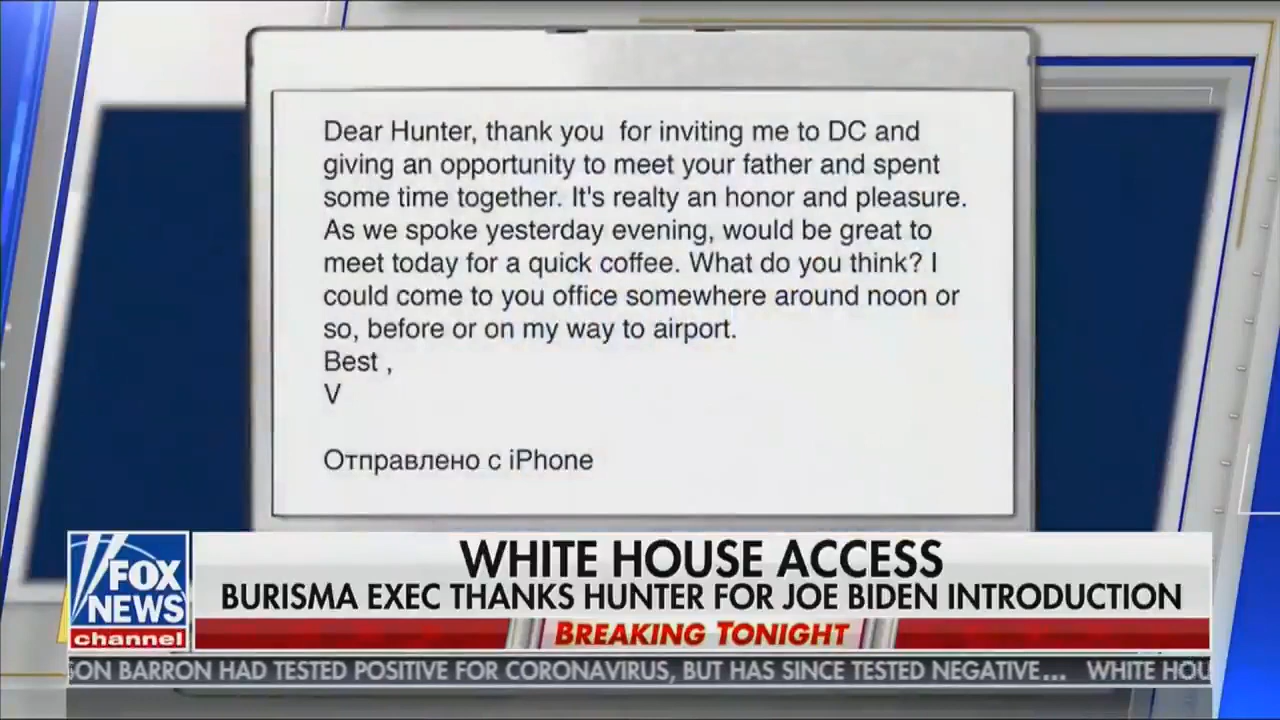 Dear Hunter, thank you  for inviting me to DC and
giving an opportunity to meet your father and spent
some time together. It's realty an honor and pleasure.
As we spoke yesterday evening, would be great to
meet today for a quick coffee. What do you think? I
could come to you office somewhere around noon or
so, before or on my way to airport.
Best ,
V
Отправлено с iPhone
WHITE HOUSE ACCESS
BURISMA EXEC THANKS HUNTER FOR JOE BIDEN INTRODUCTION
BREAKING TONIGHT
FOX
NEWS
channel
SON BARRON HAD TESTED POSITIVE FOR CORONAVIRUS, BUT HAS SINCE TESTED NEGATIVE... WHITE HOU